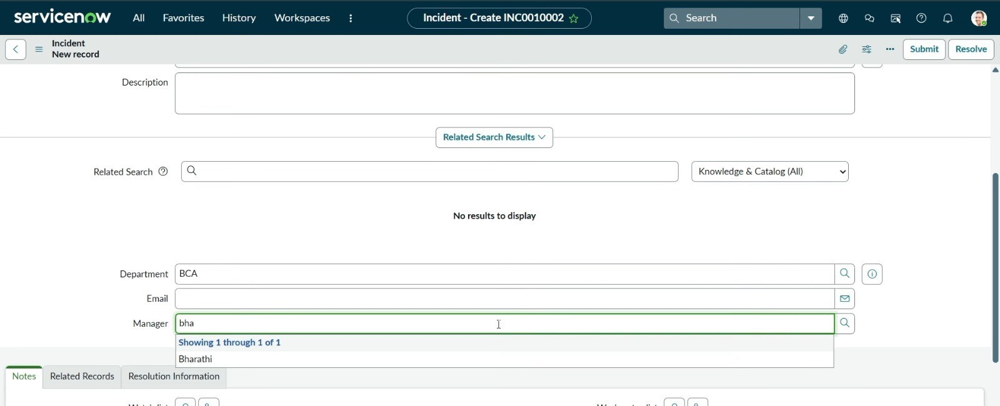 servicenow All Favorites History Workspaces Incident - Create INC0010002 Search
Incident
New record
Submit Resolve
Description
Related Search Results
Related Search Knowledge & Catalog (All)
No results to display
Department BCA
Email
Manager bha
Showing 1 through 1 of 1
Bharathi
Notes Related Records Resolution Information